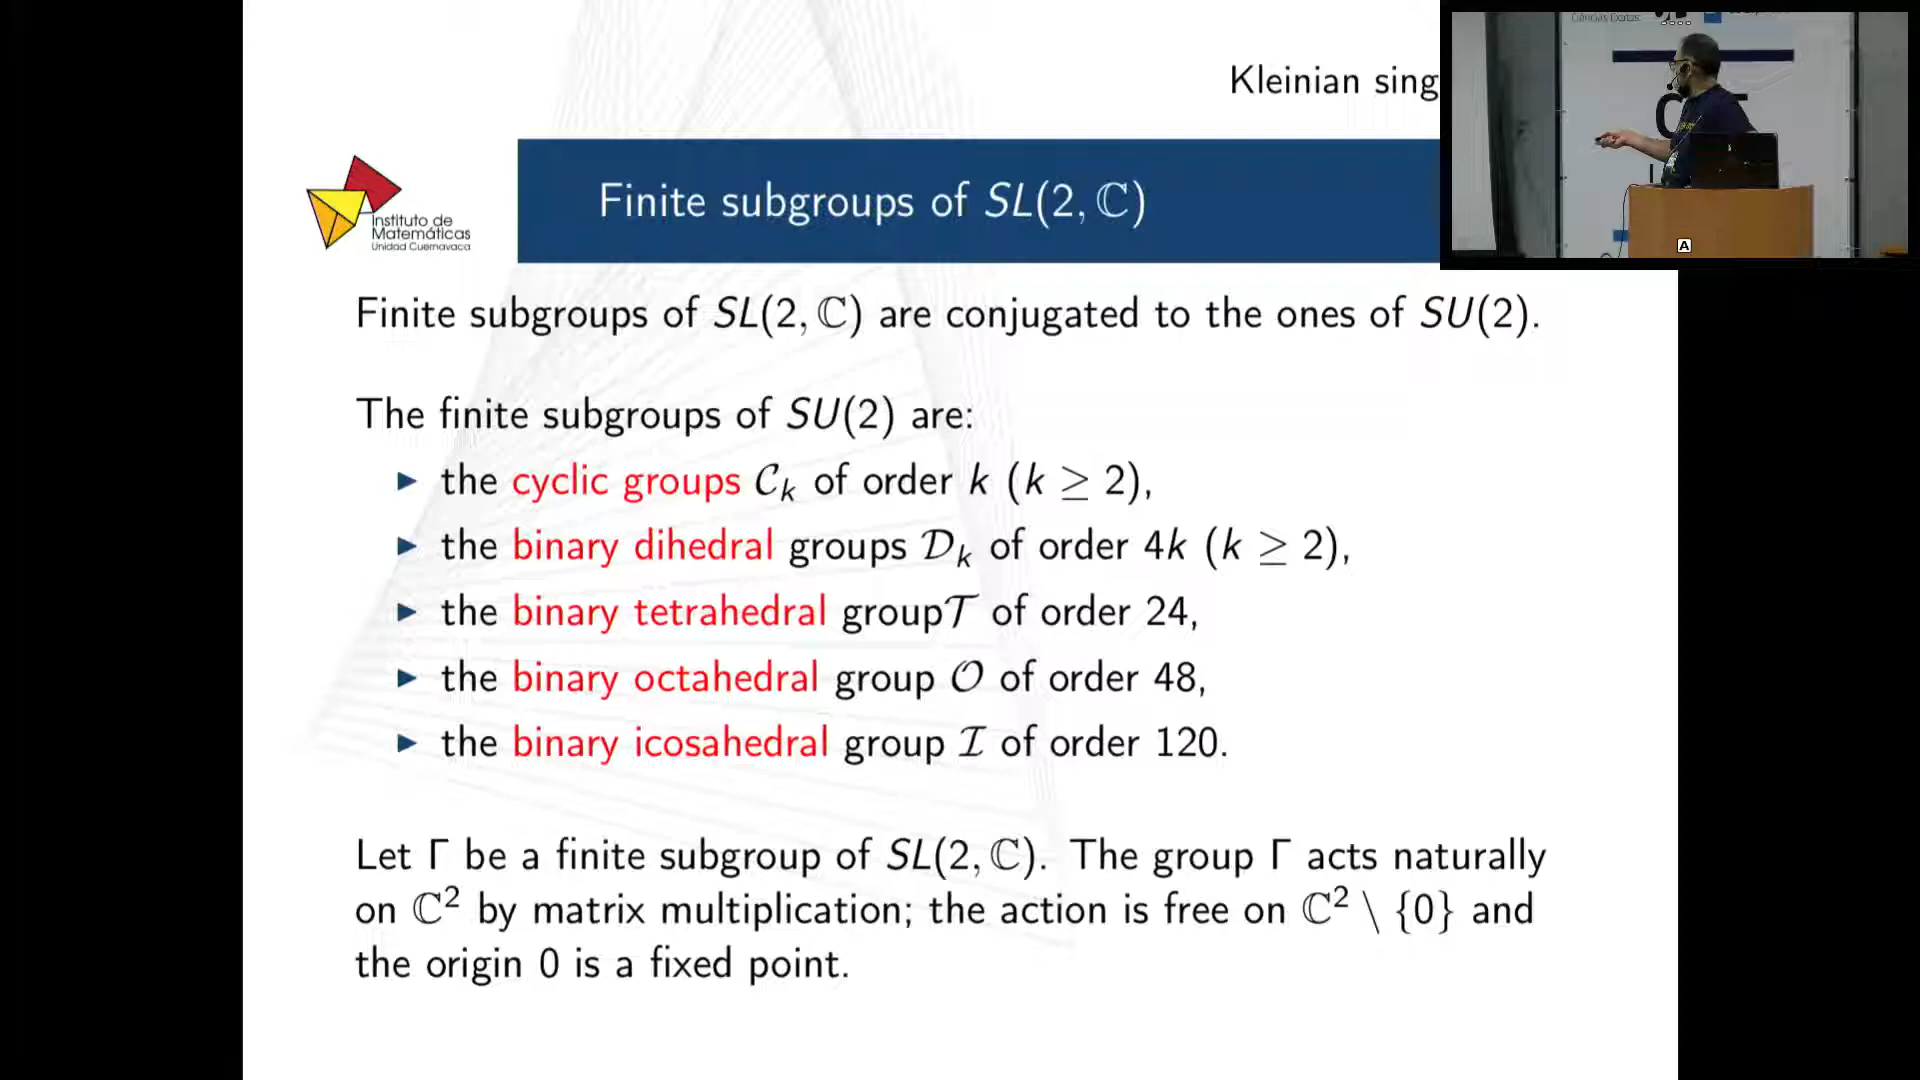 Kleinian sing
Finite subgroups of SL(2, ℂ)
Instituto de
Matemáticas
Unidad Cuernavaca
Finite subgroups of SL(2, ℂ) are conjugated to the ones of SU(2).
The finite subgroups of SU(2) are:
▶ the cyclic groups 𝒞ₖ of order k (k ≥ 2),
▶ the binary dihedral groups 𝒟ₖ of order 4k (k ≥ 2),
▶ the binary tetrahedral group𝒯 of order 24,
▶ the binary octahedral group 𝒪 of order 48,
▶ the binary icosahedral group ℐ of order 120.
Let Γ be a finite subgroup of SL(2, ℂ). The group Γ acts naturally
on ℂ² by matrix multiplication; the action is free on ℂ² \ {0} and
the origin 0 is a fixed point.
A